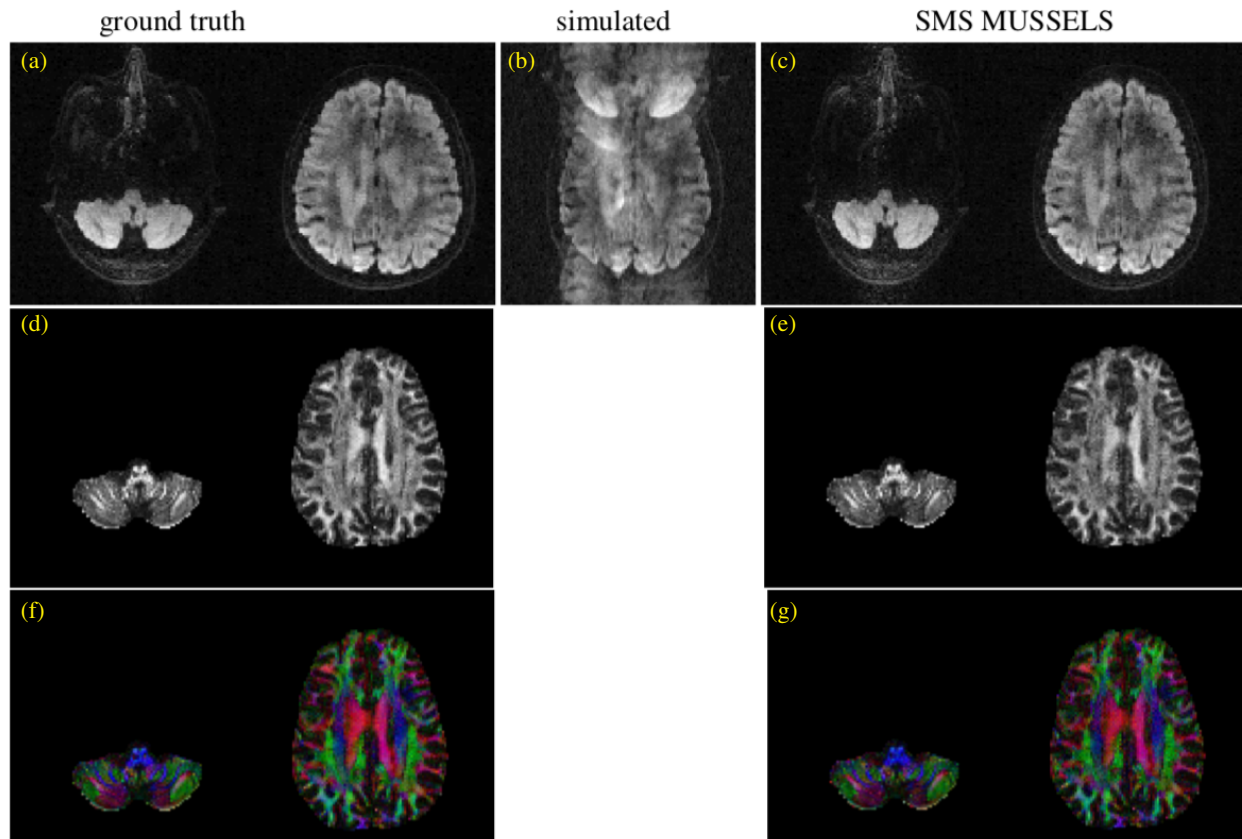 ground truth
simulated
SMS MUSSELS
(a)
(b)
(c)
(d)
(e)
(f)
(g)